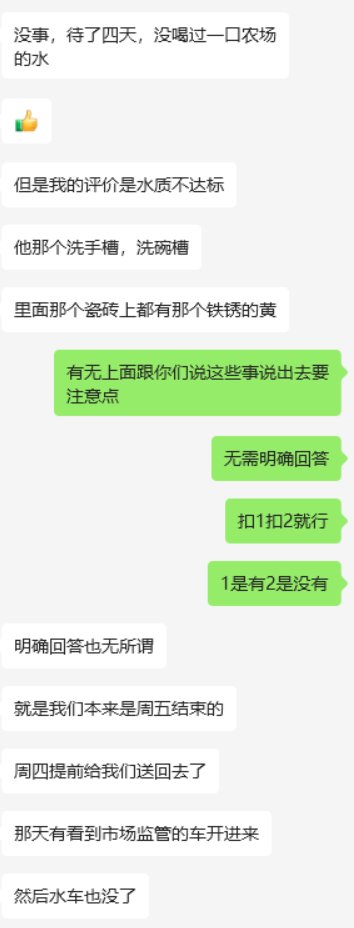 没事，待了四天，没喝过一口农场
的水
但是我的评价是水质不达标
他那个洗手槽，洗碗槽
里面那个瓷砖上都有那个铁锈的黄
有无上面跟你们说这些事说出去要
注意点
无需明确回答
扣1扣2就行
1是有2是没有
明确回答也无所谓
就是我们本来是周五结束的
周四提前给我们送回去了
那天有看到市场监管的车开进来
然后水车也没了